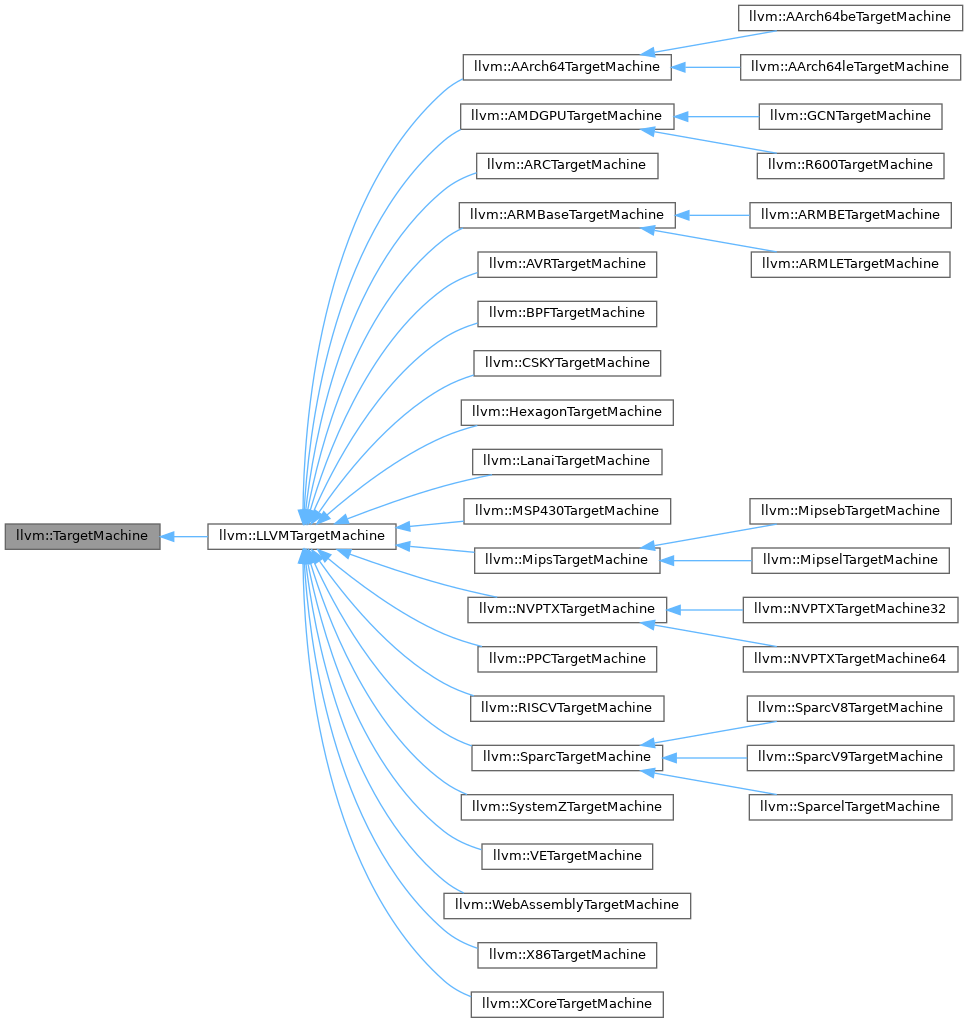 llvm::AArch64beTargetMachine
llvm::AArch64TargetMachine
llvm::AArch64leTargetMachine
llvm::AMDGPUTargetMachine
llvm::GCNTargetMachine
llvm::ARCTargetMachine
llvm::R600TargetMachine
llvm::ARMBaseTargetMachine
llvm::ARMBETargetMachine
llvm::AVRTargetMachine
llvm::ARMLETargetMachine
llvm::BPFTargetMachine
llvm::CSKYTargetMachine
llvm::HexagonTargetMachine
llvm::LanaiTargetMachine
llvm::MSP430TargetMachine
llvm::MipsebTargetMachine
llvm::TargetMachine
llvm::LLVMTargetMachine
llvm::MipsTargetMachine
llvm::MipselTargetMachine
llvm::NVPTXTargetMachine
llvm::NVPTXTargetMachine32
llvm::PPCTargetMachine
llvm::NVPTXTargetMachine64
llvm::RISCVTargetMachine
llvm::SparcV8TargetMachine
llvm::SparcTargetMachine
llvm::SparcV9TargetMachine
llvm::SystemZTargetMachine
llvm::SparcelTargetMachine
llvm::VETargetMachine
llvm::WebAssemblyTargetMachine
llvm::X86TargetMachine
llvm::XCoreTargetMachine